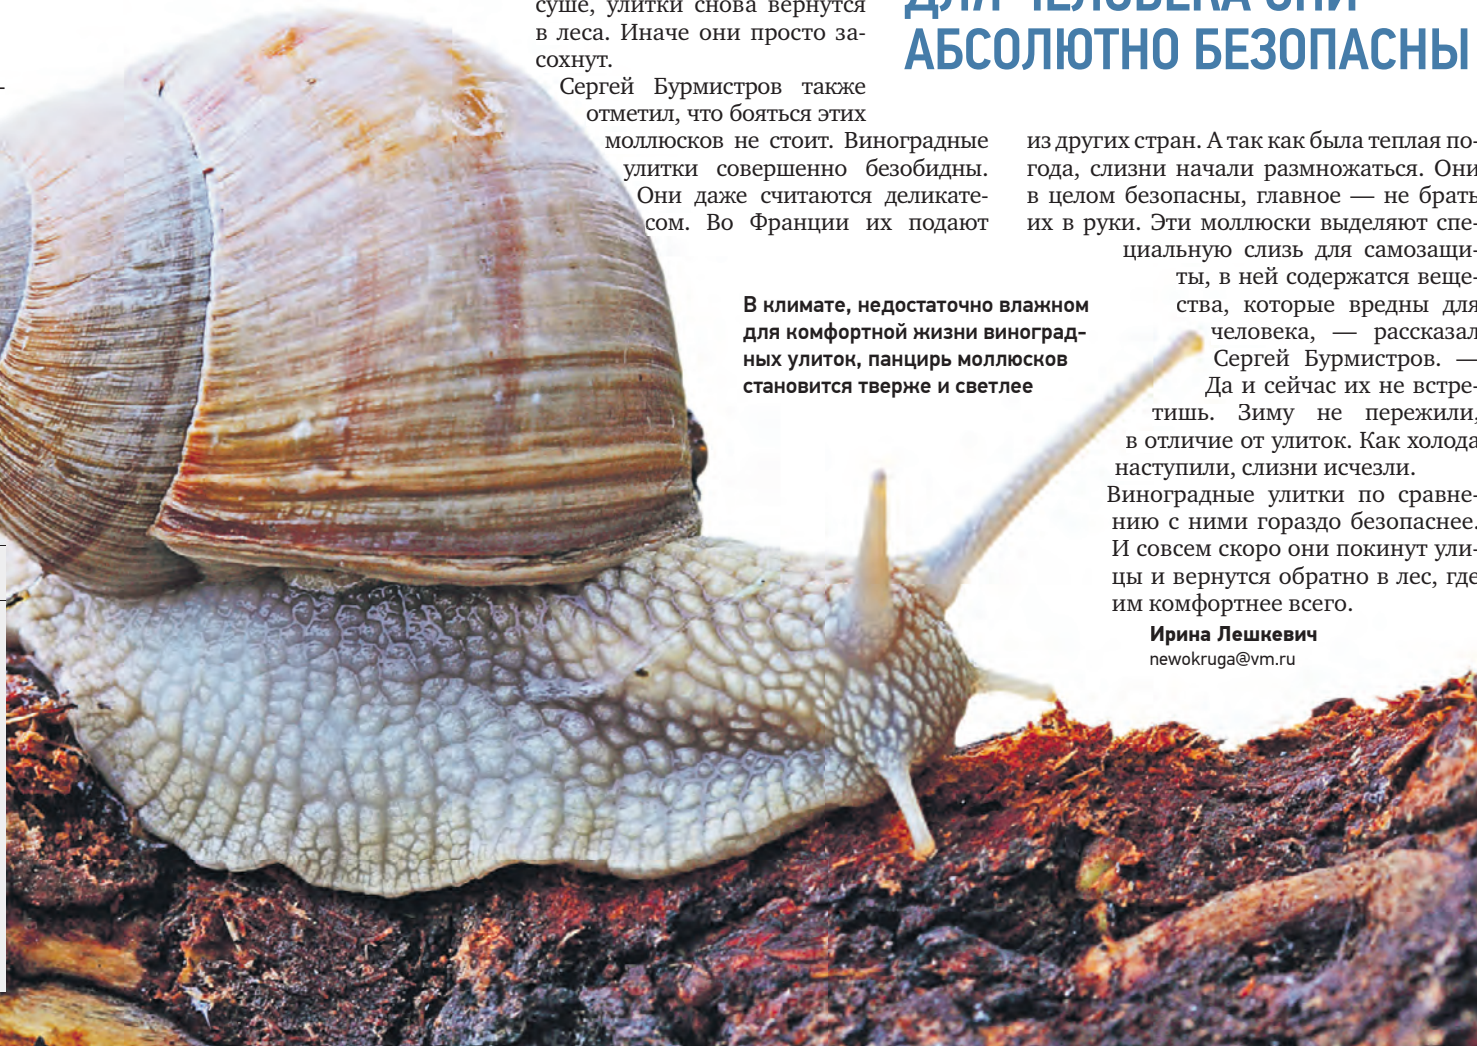 суше, улитки снова вернутся
в леса. Иначе они просто за-
сохнут.
Сергей Бурмистров также
отметил, что бояться этих
моллюсков не стоит. Виноградные
улитки совершенно безобидны.
Они даже считаются деликате-
сом. Во Франции их подают
ДЛЯ ЧЕЛОВЕКА ОНИ
АБСОЛЮТНО БЕЗОПАСНЫ
из других стран. А так как была теплая по-
года, слизни начали размножаться. Они
в целом безопасны, главное — не брать
их в руки. Эти моллюски выделяют спе-
циальную слизь для самозащи-
ты, в ней содержатся веще-
ства, которые вредны для
человека, — рассказал
Сергей Бурмистров. —
Да и сейчас их не встре-
тишь. Зиму не пережили,
в отличие от улиток. Как холода
наступили, слизни исчезли.
Виноградные улитки по сравне-
нию с ними гораздо безопаснее.
И совсем скоро они покинут ули-
цы и вернутся обратно в лес, где
им комфортнее всего.
Ирина Лешкевич
newokruga@vm.ru
В климате, недостаточно влажном
для комфортной жизни виноград-
ных улиток, панцирь моллюсков
становится тверже и светлее